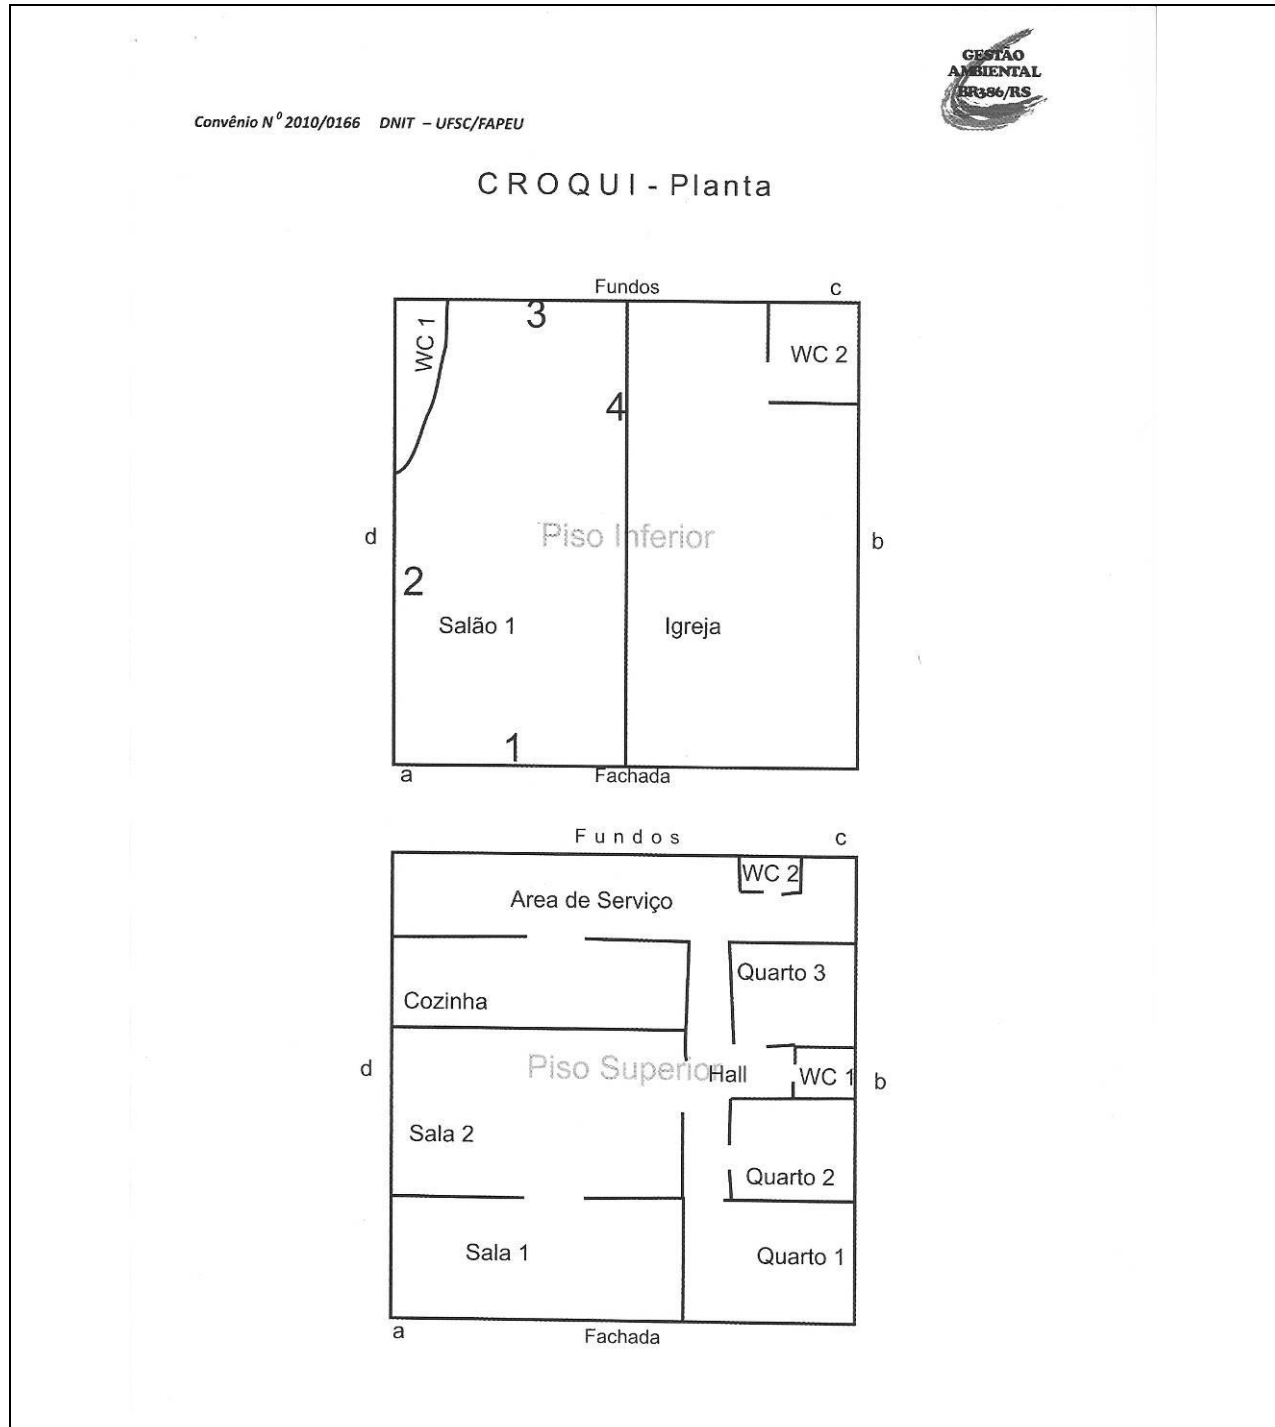 GESTÃO
AMBIENTAL
BR386/RS
Convênio N⁰ 2010/0166 DNIT – UFSC/FAPEU
CROQUI - Planta
Fundos c
WC 1
3
WC 2
4
d
Piso Inferior
b
2
Salão 1
Igreja
1
a
Fachada
Fundos c
WC 2
Area de Serviço
Quarto 3
Cozinha
d
Piso Superior
Hall
WC 1
b
Sala 2
Quarto 2
Sala 1
Quarto 1
a
Fachada